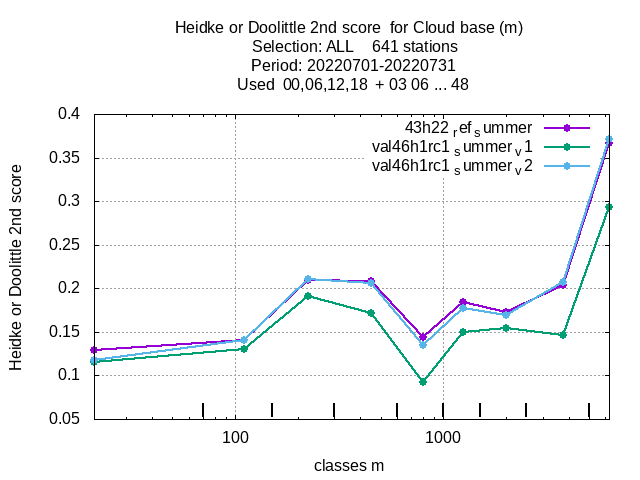 Heidke or Doolittle 2nd score  for Cloud base (m)
Selection: ALL    641 stations
Period: 20220701-20220731
Used  00,06,12,18  + 03 06 ... 48
43h22 ref summer
val46h1rc1 summer v1
val46h1rc1 summer v2
Heidke or Doolittle 2nd score
0.4
0.35
0.3
0.25
0.2
0.15
0.1
0.05
100 1000
classes m